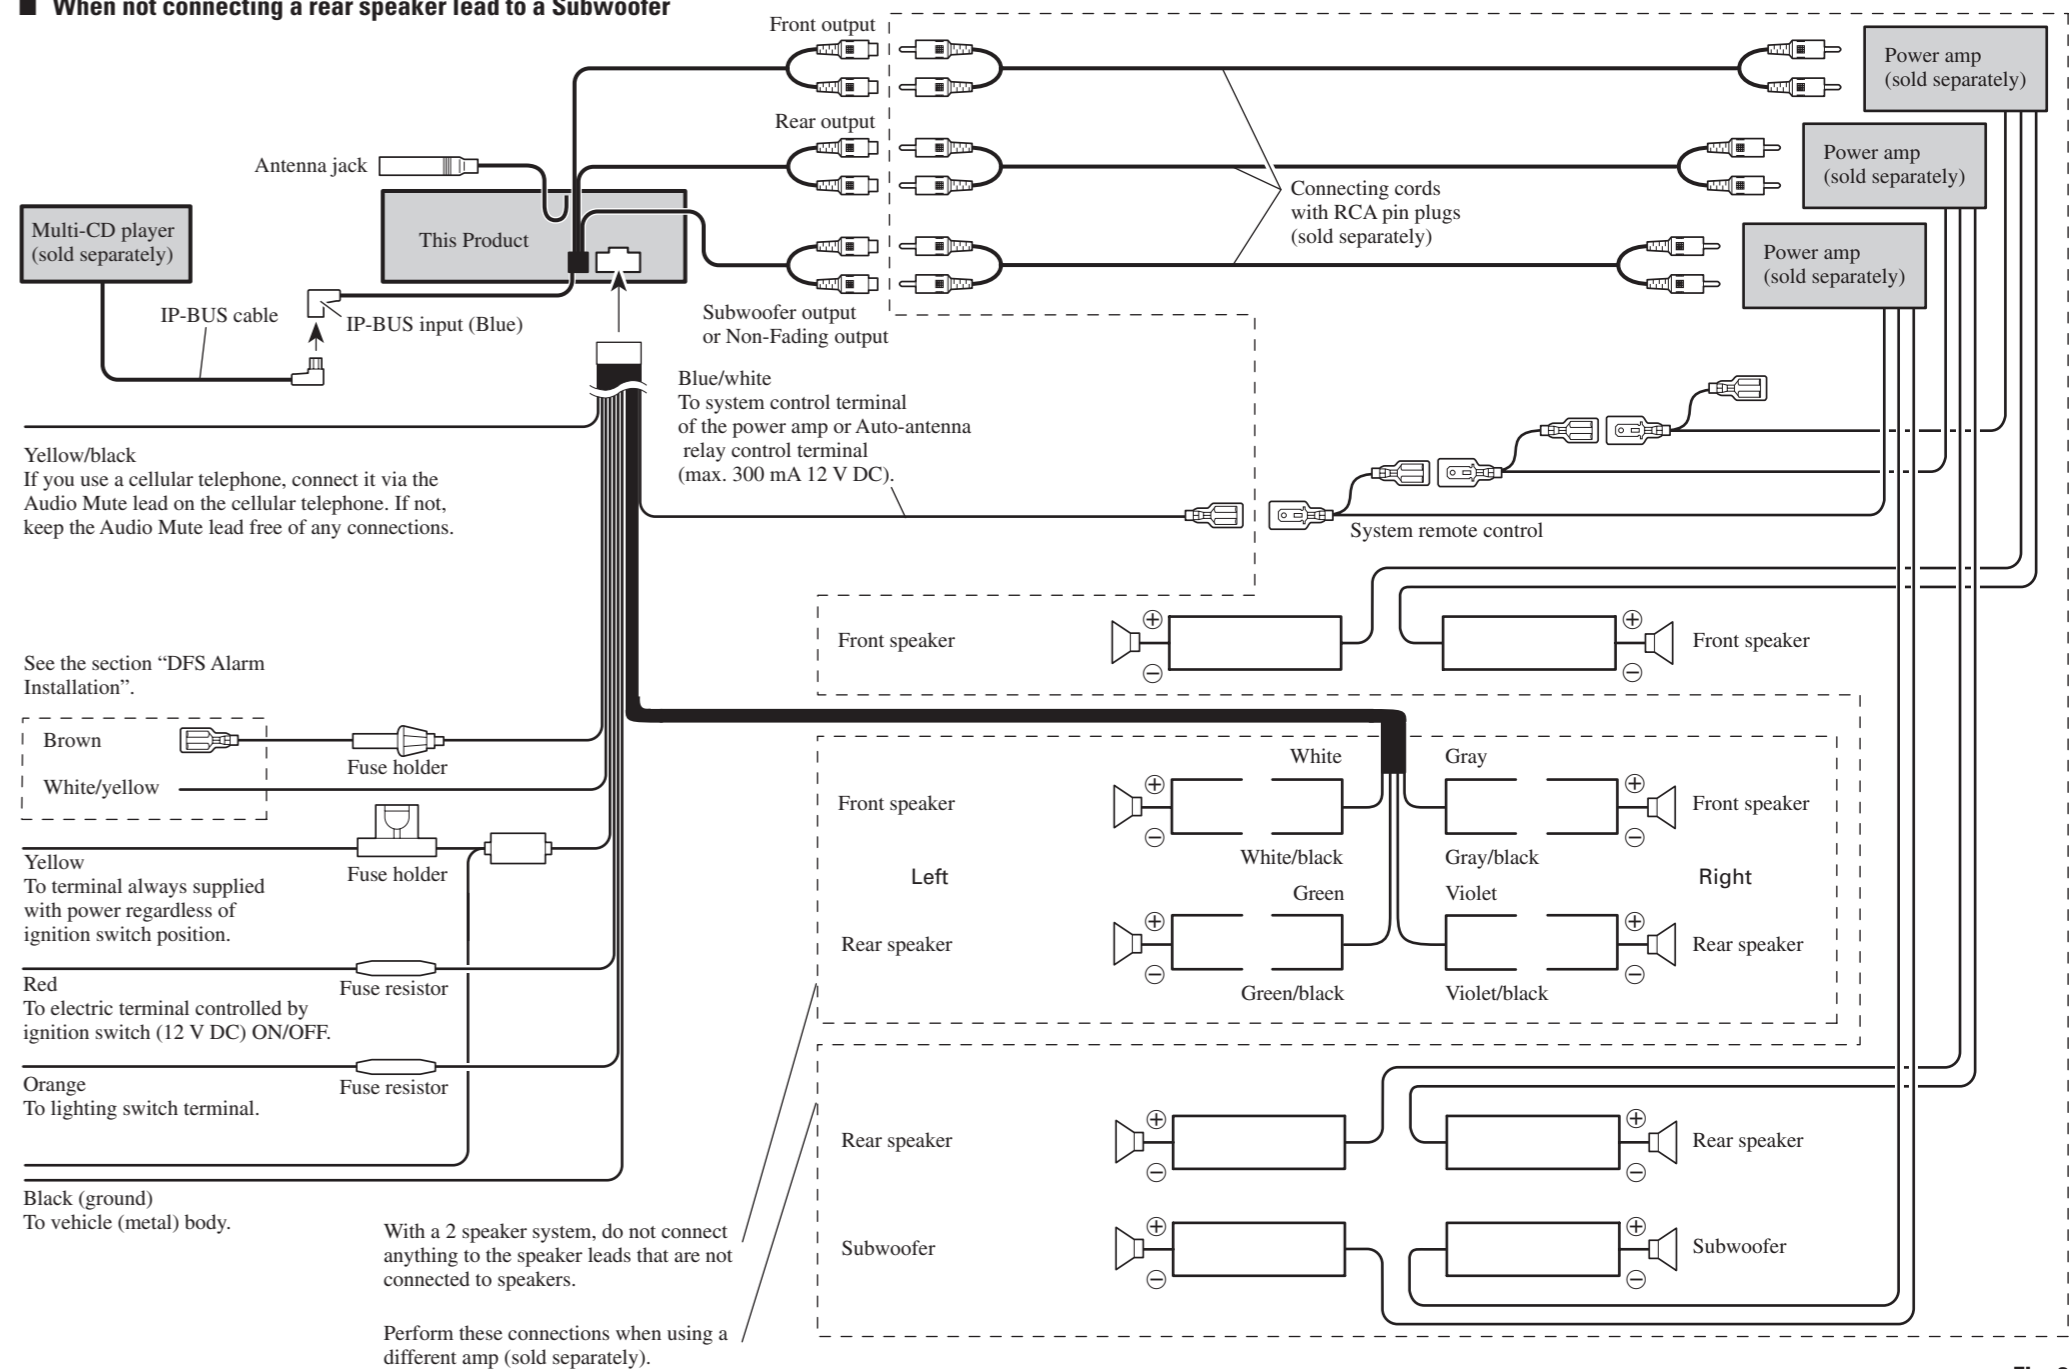 ■ When not connecting a rear speaker lead to a Subwoofer
Front output
Power amp
(sold separately)
Rear output
Antenna jack
Power amp
(sold separately)
Connecting cords
with RCA pin plugs
(sold separately)
Multi-CD player
(sold separately)
This Product
Power amp
(sold separately)
IP-BUS cable
IP-BUS input (Blue)
Subwoofer output
or Non-Fading output
Blue/white
To system control terminal
of the power amp or Auto-antenna
relay control terminal
(max. 300 mA 12 V DC).
Yellow/black
If you use a cellular telephone, connect it via the
Audio Mute lead on the cellular telephone. If not,
keep the Audio Mute lead free of any connections.
System remote control
Front speaker
+
−
+
−
Front speaker
See the section “DFS Alarm
Installation”.
Brown
Fuse holder
White/yellow
White
Gray
Front speaker
+
−
+
−
Front speaker
White/black
Gray/black
Left
Right
Green
Violet
Rear speaker
+
−
+
−
Rear speaker
Green/black
Violet/black
Yellow
To terminal always supplied
with power regardless of
ignition switch position.
Fuse holder
Red
To electric terminal controlled by
ignition switch (12 V DC) ON/OFF.
Fuse resistor
Orange
To lighting switch terminal.
Fuse resistor
Rear speaker
+
−
+
−
Rear speaker
Black (ground)
To vehicle (metal) body.
Subwoofer
+
−
+
−
Subwoofer
With a 2 speaker system, do not connect
anything to the speaker leads that are not
connected to speakers.
Perform these connections when using a
different amp (sold separately).